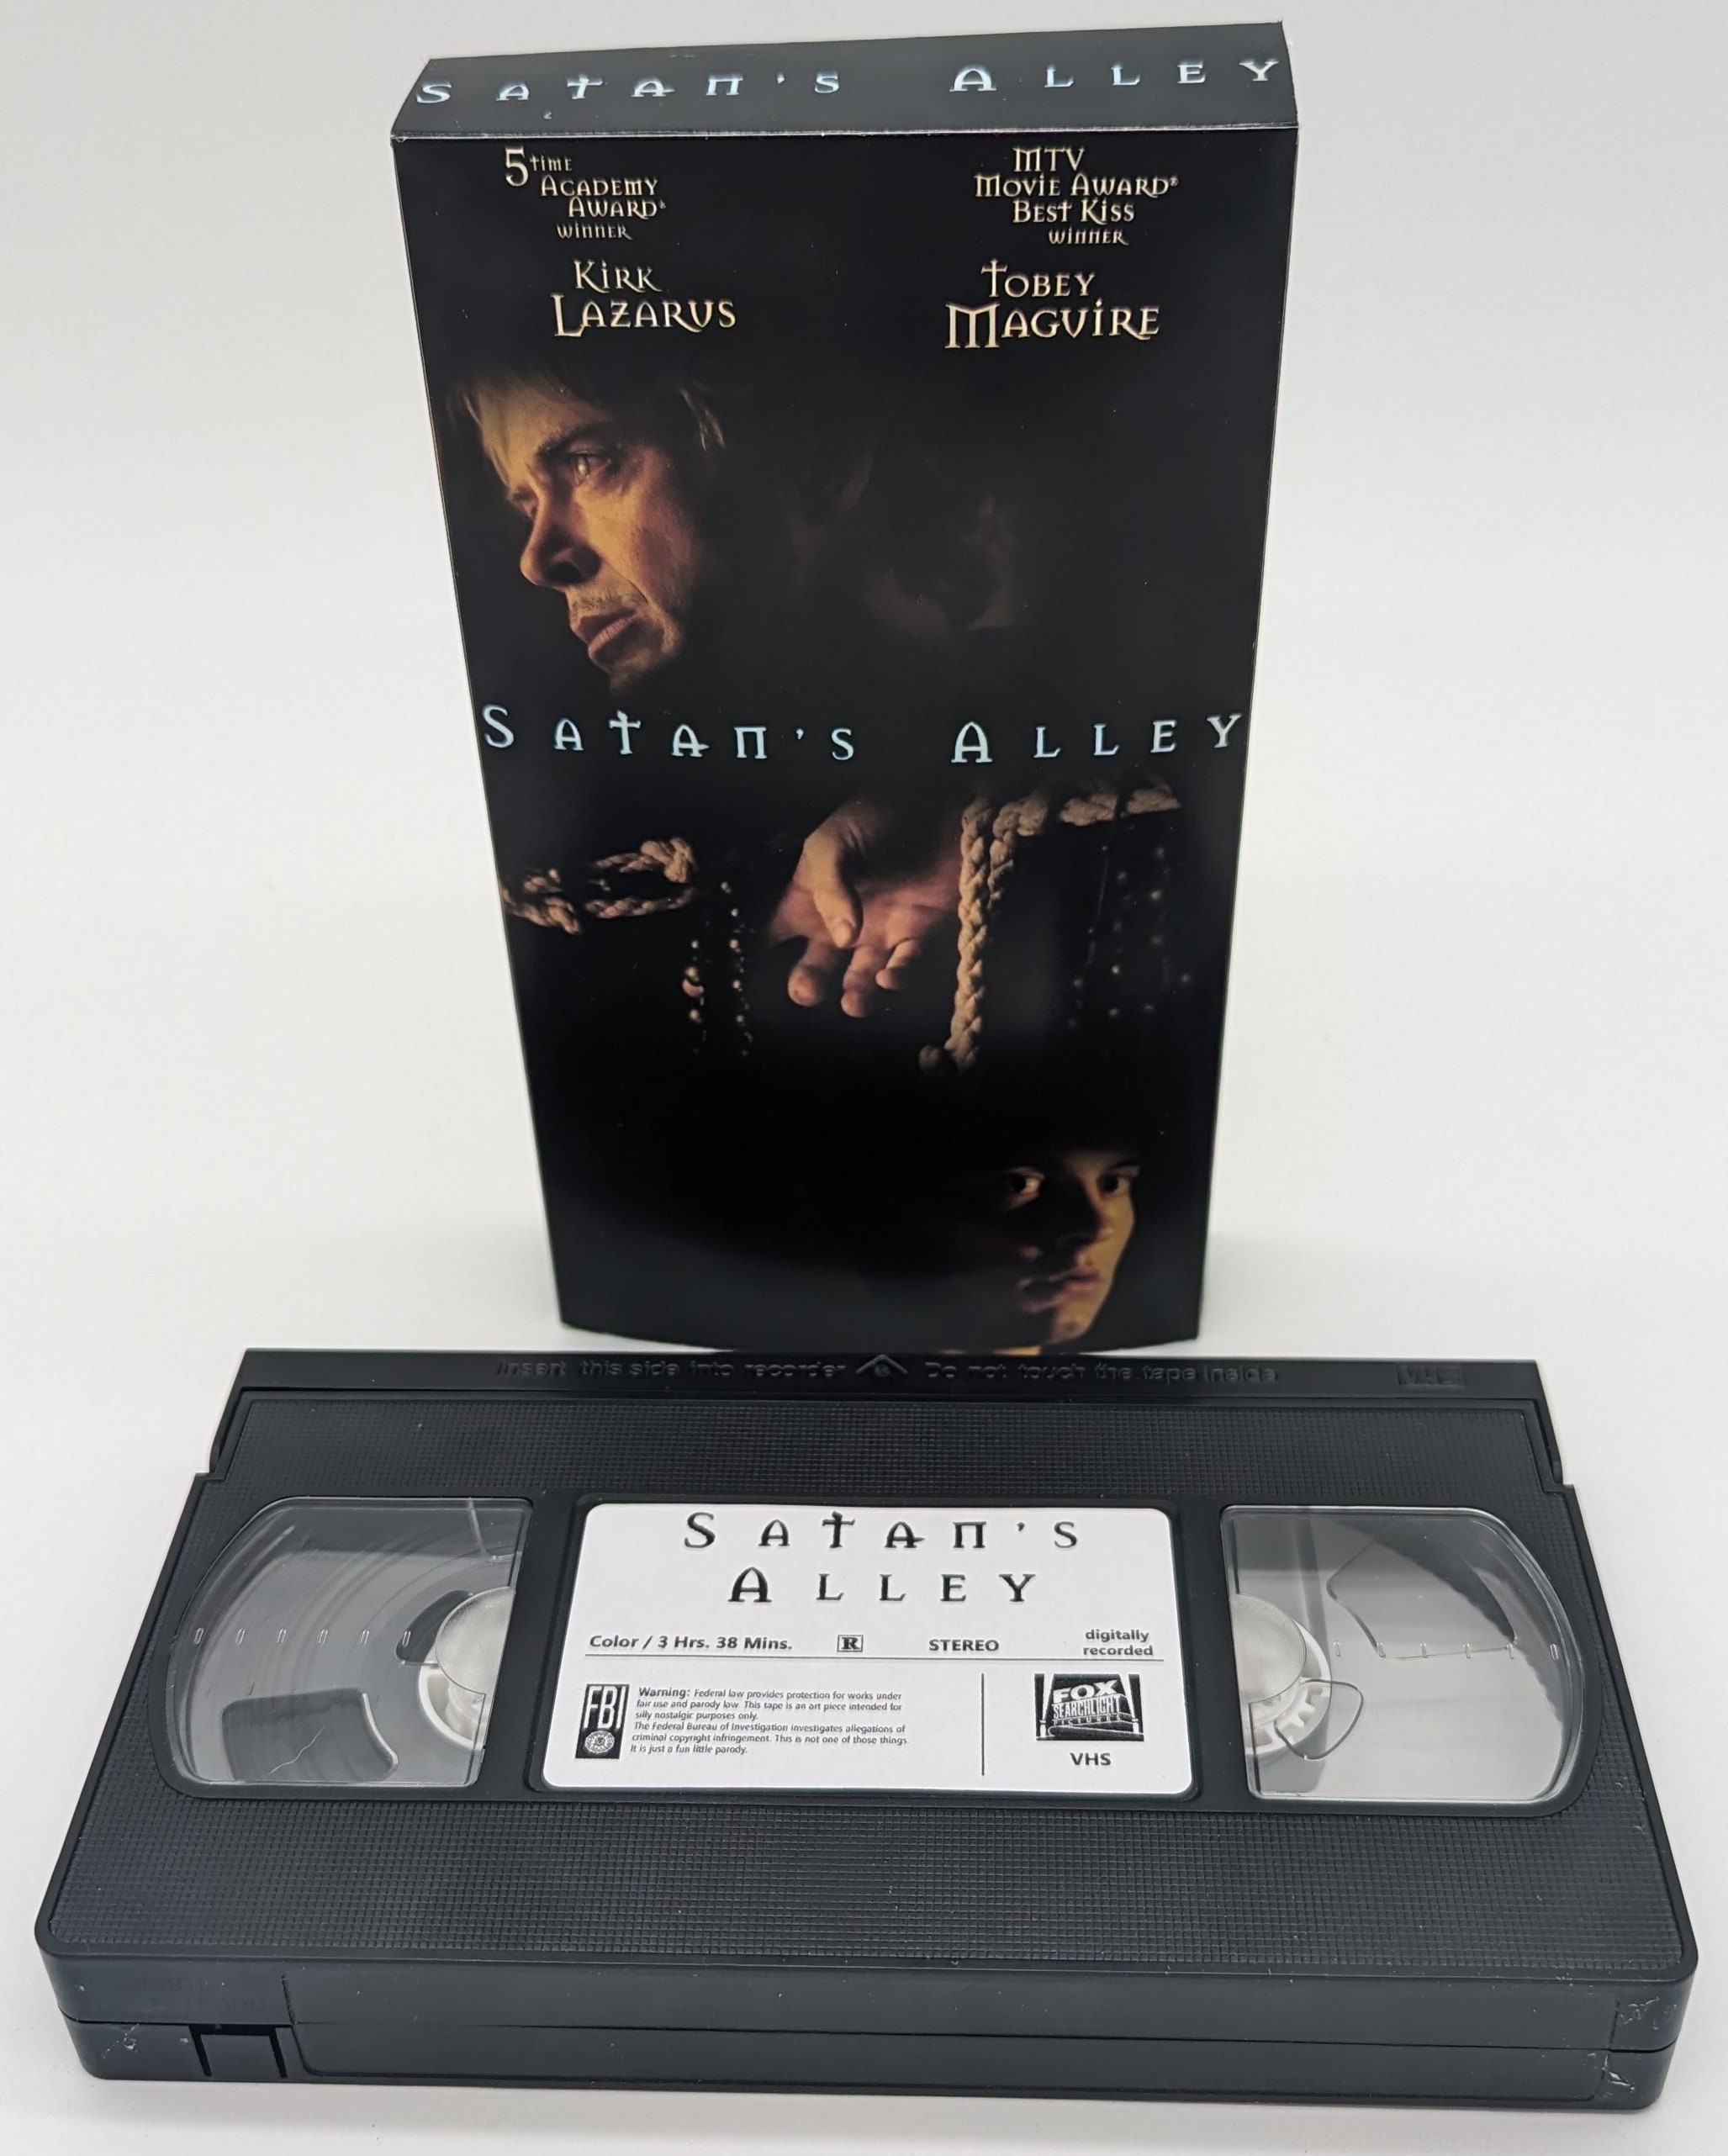 SATAN'S ALLEY
5 TIME
ACADEMY
AWARD®
WINNER
KIRK
LAZARUS
MTV
MOVIE AWARD®
BEST KISS
WINNER
TOBEY
MAGUIRE
SATAN'S ALLEY
Insert this side into recorder Do not touch the tape inside VHS
SATAN'S
ALLEY
Color / 3 Hrs. 38 Mins. R STEREO digitally
recorded
FBI
Warning: Federal law provides protection for works under
fair use and parody law. This tape is an art piece intended for
silly nostalgic purposes only.
The Federal Bureau of Investigation investigates allegations of
criminal copyright infringement. This is not one of those things.
It is just a fun little parody.
FOX
SEARCHLIGHT
PICTURES
VHS